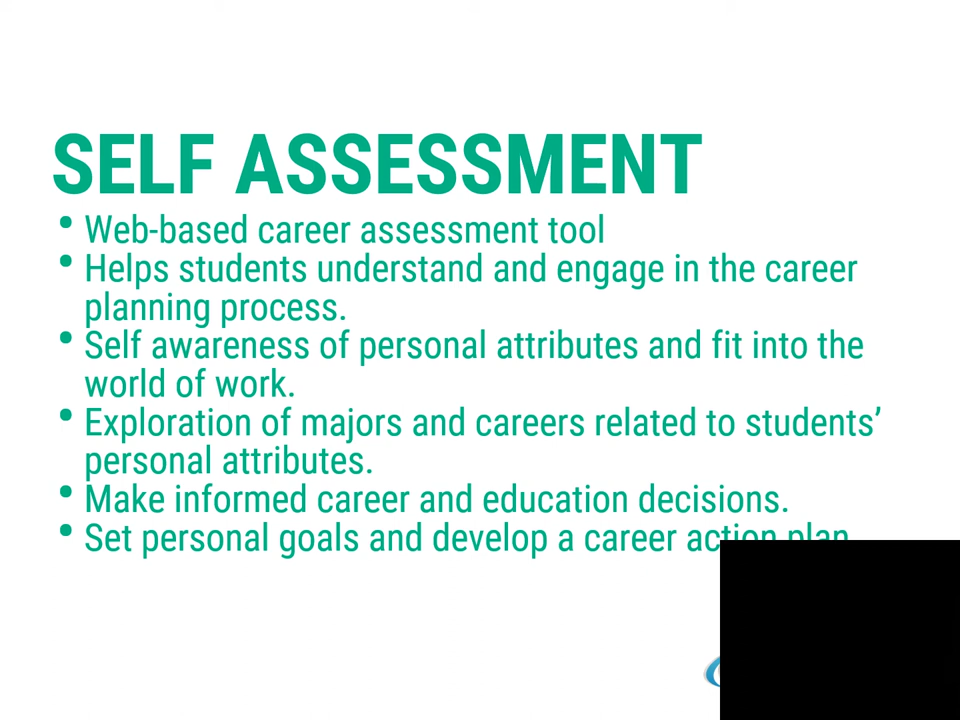 SELF ASSESSMENT
• Web-based career assessment tool
• Helps students understand and engage in the career
planning process.
• Self awareness of personal attributes and fit into the
world of work.
• Exploration of majors and careers related to students’
personal attributes.
• Make informed career and education decisions.
• Set personal goals and develop a career action plan